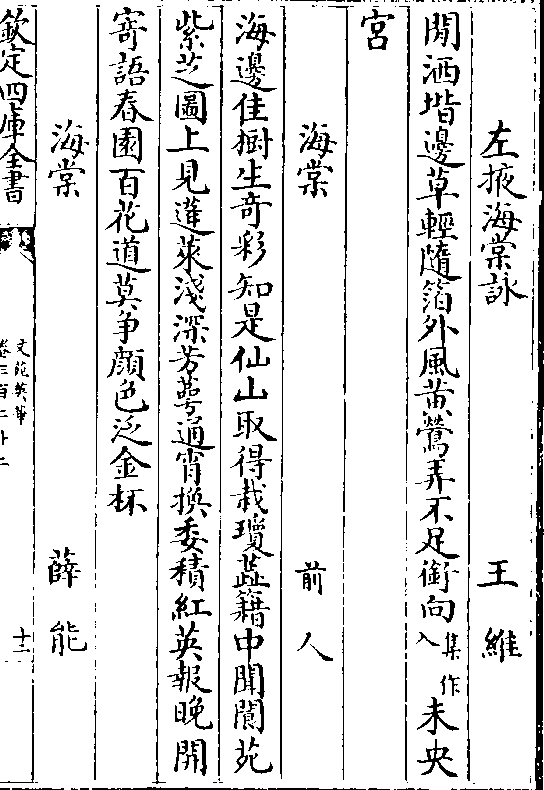 左掖海棠詠　王維
閒洒堦邊草輕隨箔外風黄鶯弄不足銜向集作入未央
宮
海棠　前人
海邊佳樹生奇彩知是仙山取得栽瓊蕋籍中聞閬苑
紫芝圖上見蓬萊淺深芳萼通宵換委積紅英報晚開
寄語春園百花道莫争顔色泛金杯
海棠　薛能
欽定四庫全書
文苑英華
卷三百二十二
十三